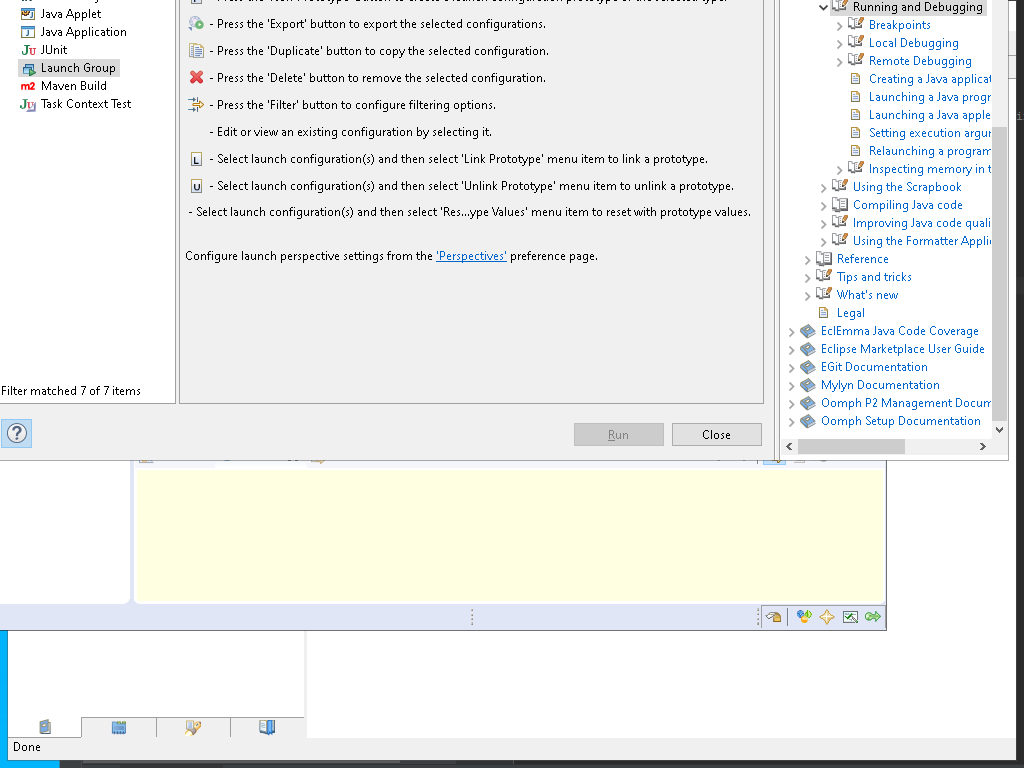 Java Applet
Java Application
JUnit
Launch Group
Maven Build
Task Context Test
Filter matched 7 of 7 items
- Press the 'Export' button to export the selected configurations.
- Press the 'Duplicate' button to copy the selected configuration.
- Press the 'Delete' button to remove the selected configuration.
- Press the 'Filter' button to configure filtering options.
- Edit or view an existing configuration by selecting it.
- Select launch configuration(s) and then select 'Link Prototype' menu item to link a prototype.
- Select launch configuration(s) and then select 'Unlink Prototype' menu item to unlink a prototype.
- Select launch configuration(s) and then select 'Res...ype Values' menu item to reset with prototype values.
Configure launch perspective settings from the 'Perspectives' preference page.
Run
Close
Running and Debugging
Breakpoints
Local Debugging
Remote Debugging
Creating a Java applicat
Launching a Java progr
Launching a Java apple
Setting execution argur
Relaunching a program
Inspecting memory in t
Using the Scrapbook
Compiling Java code
Improving Java code quali
Using the Formatter Appli
Reference
Tips and tricks
What's new
Legal
EclEmma Java Code Coverage
Eclipse Marketplace User Guide
EGit Documentation
Mylyn Documentation
Oomph P2 Management Docum
Oomph Setup Documentation
Done